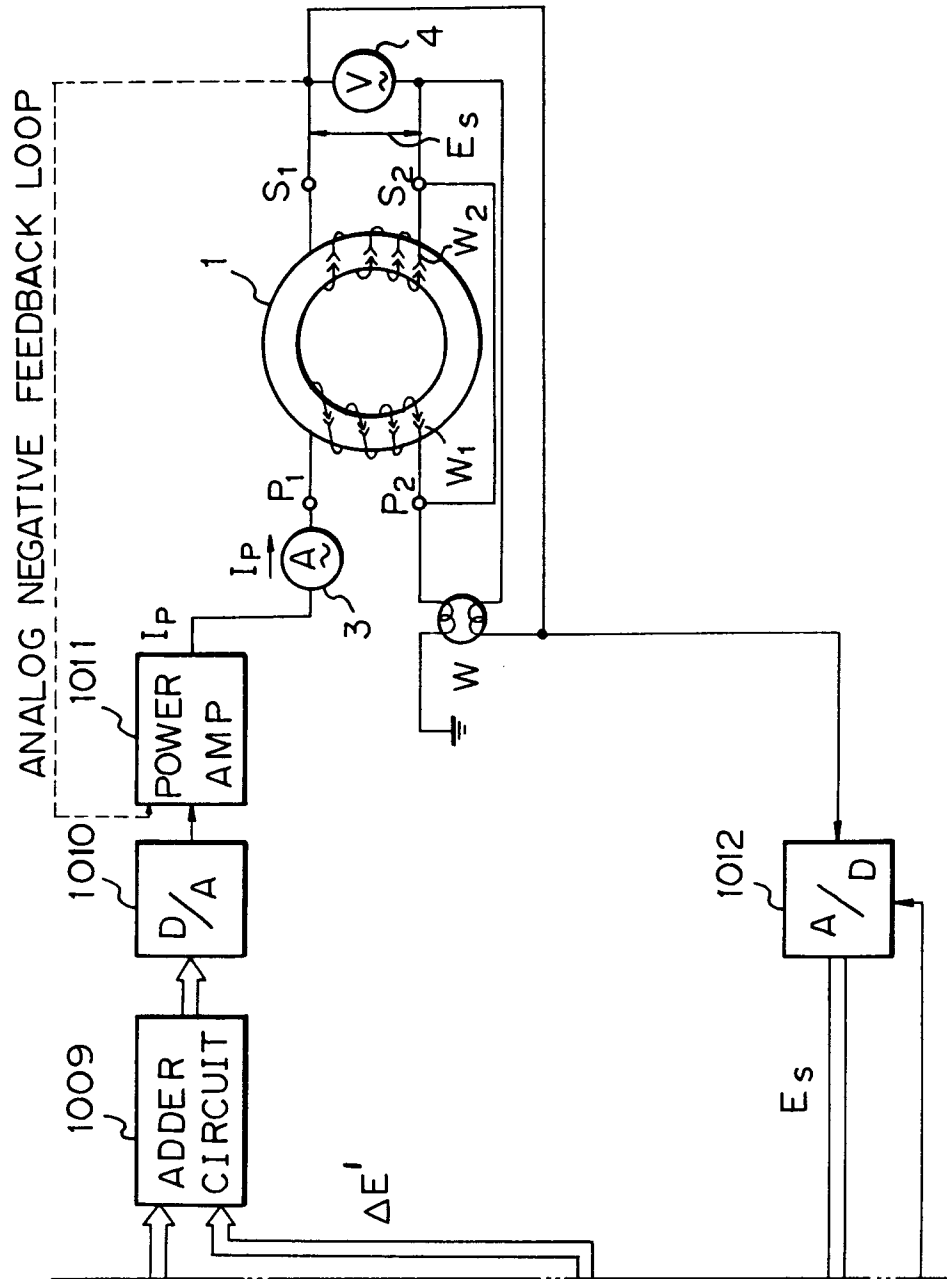 ANALOG NEGATIVE FEEDBACK LOOP
1009
ADDER
CIRCUIT
1010
D/A
1011
POWER
AMP
IP
IP
A
3
P1
P2
W1
1
W2
S1
S2
ES
V
4
W
ΔE'
1012
A/D
ES